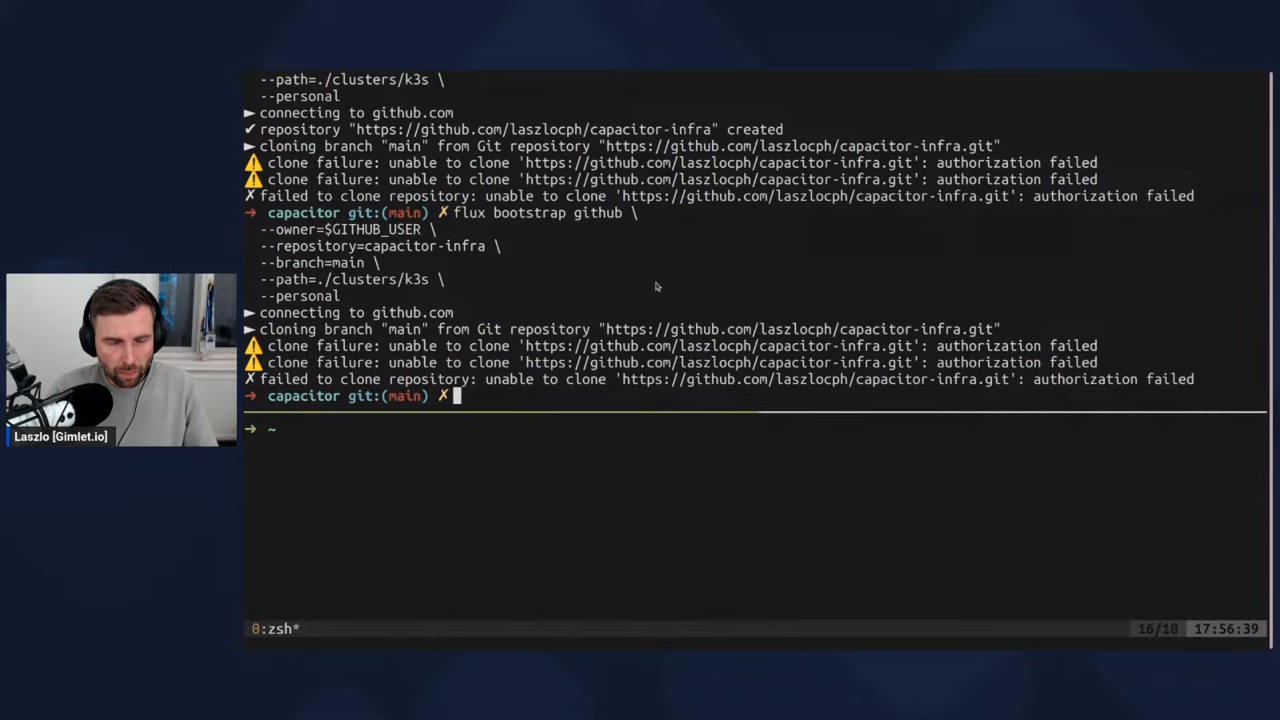 --path=./clusters/k3s \
--personal
► connecting to github.com
✔ repository "https://github.com/laszlocph/capacitor-infra" created
► cloning branch "main" from Git repository "https://github.com/laszlocph/capacitor-infra.git"
⚠️ clone failure: unable to clone 'https://github.com/laszlocph/capacitor-infra.git': authorization failed
⚠️ clone failure: unable to clone 'https://github.com/laszlocph/capacitor-infra.git': authorization failed
✗ failed to clone repository: unable to clone 'https://github.com/laszlocph/capacitor-infra.git': authorization failed
➜ capacitor git:(main) ✗ flux bootstrap github \
--owner=$GITHUB_USER \
--repository=capacitor-infra \
--branch=main \
--path=./clusters/k3s \
--personal
► connecting to github.com
► cloning branch "main" from Git repository "https://github.com/laszlocph/capacitor-infra.git"
⚠️ clone failure: unable to clone 'https://github.com/laszlocph/capacitor-infra.git': authorization failed
⚠️ clone failure: unable to clone 'https://github.com/laszlocph/capacitor-infra.git': authorization failed
✗ failed to clone repository: unable to clone 'https://github.com/laszlocph/capacitor-infra.git': authorization failed
➜ capacitor git:(main) ✗
➜ ~
Laszlo [Gimlet.io]
0:zsh* 17:56:39